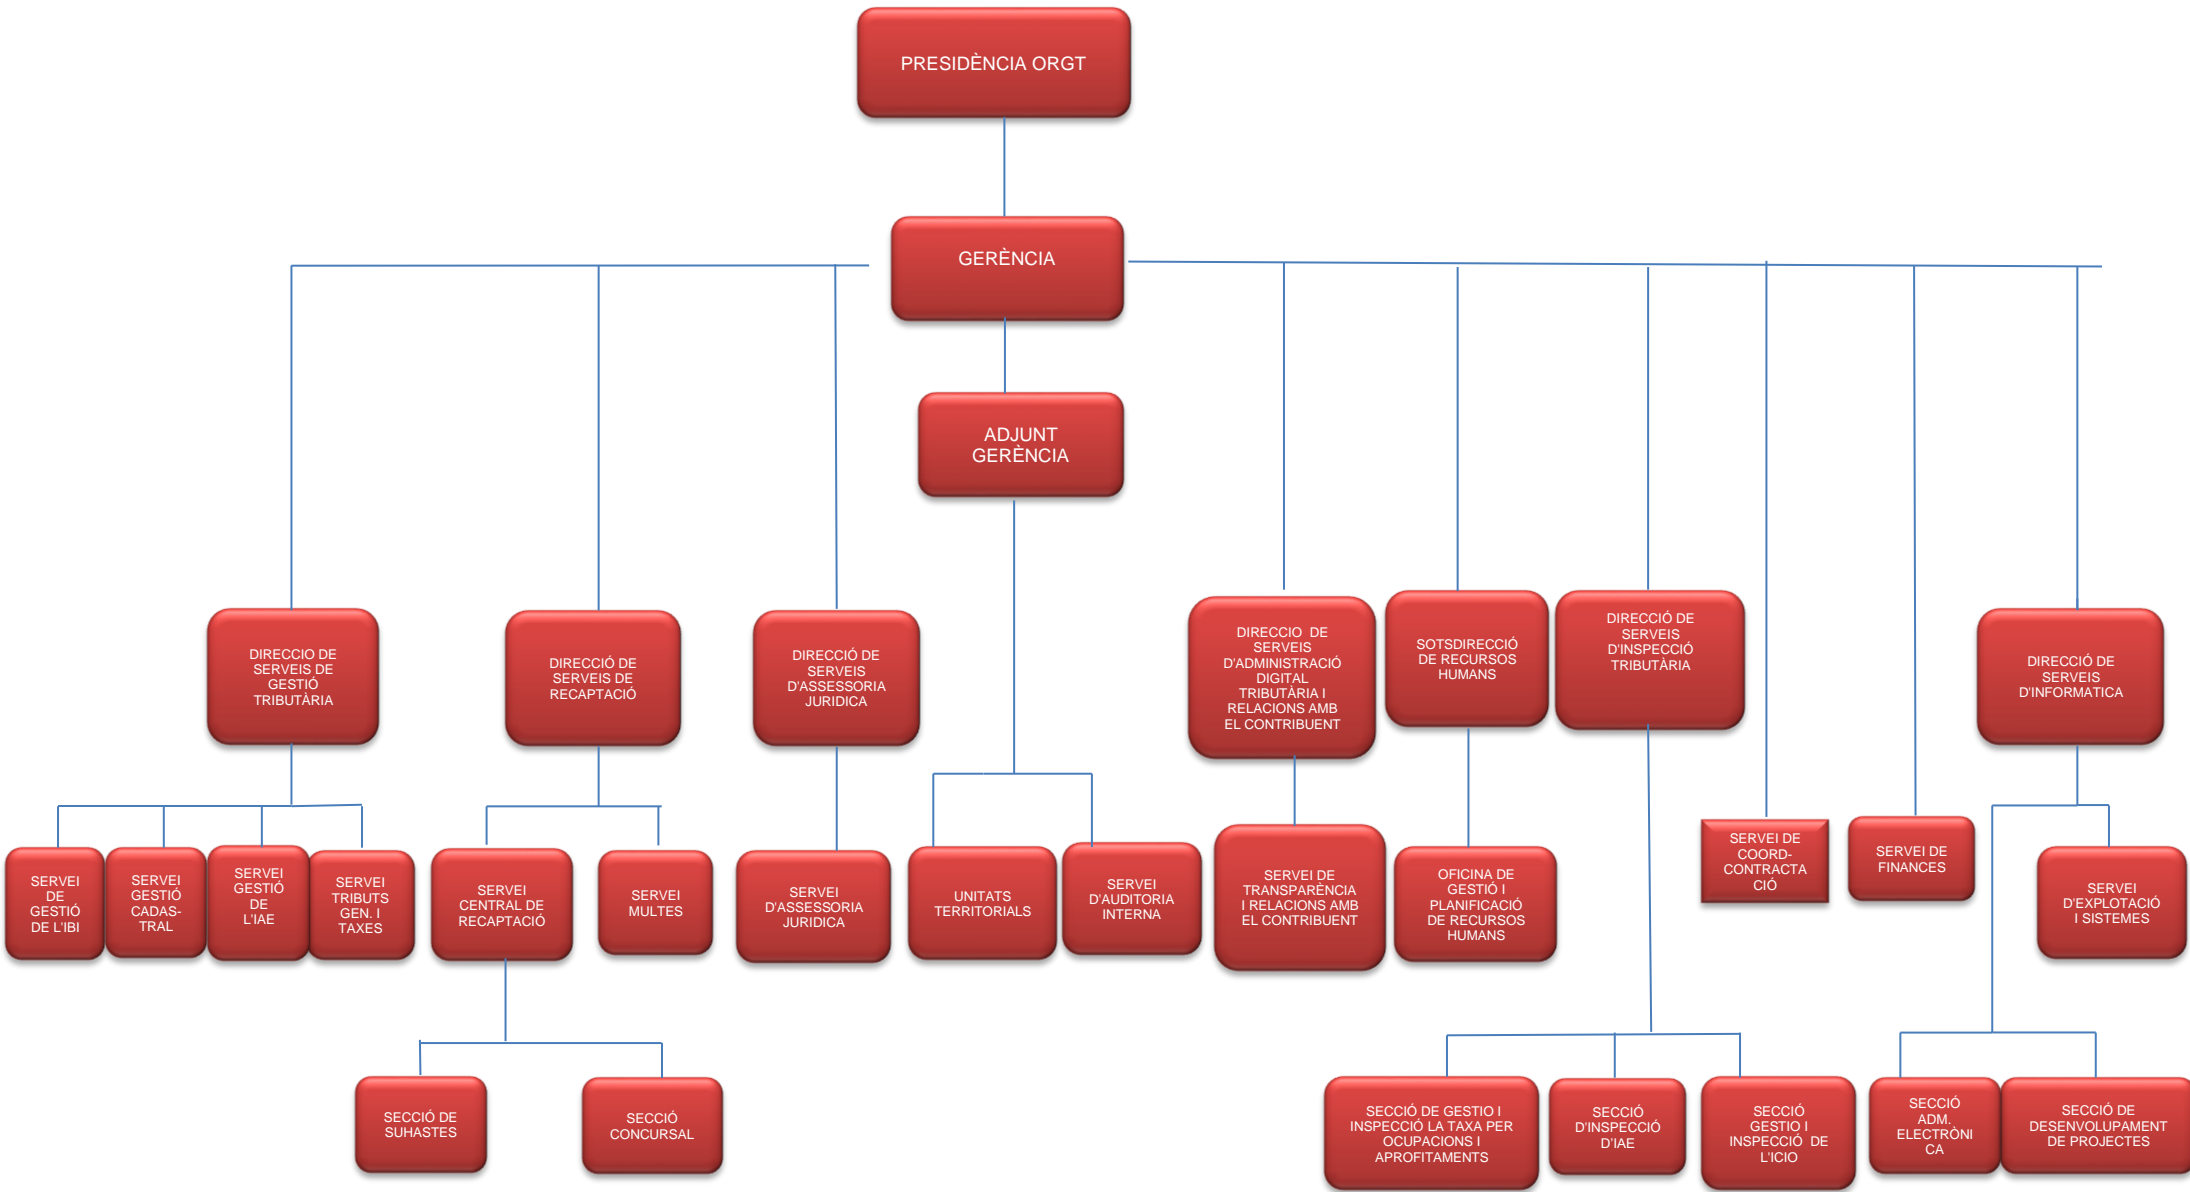 PRESIDÈNCIA ORGT
GERÈNCIA
ADJUNT
GERÈNCIA
DIRECCIO DE
SERVEIS DE
GESTIÓ
TRIBUTÀRIA
DIRECCIÓ DE
SERVEIS DE
RECAPTACIÓ
DIRECCIÓ DE
SERVEIS
D'ASSESSORIA
JURIDICA
DIRECCIO DE
SERVEIS
D'ADMINISTRACIÓ
DIGITAL
TRIBUTÀRIA I
RELACIONS AMB
EL CONTRIBUENT
SOTSDIRECCIÓ
DE RECURSOS
HUMANS
DIRECCIÓ DE
SERVEIS
D'INSPECCIÓ
TRIBUTÀRIA
DIRECCIÓ DE
SERVEIS
D'INFORMATICA
SERVEI
DE
GESTIÓ
DE L'IBI
SERVEI
GESTIÓ
CADAS-
TRAL
SERVEI
GESTIÓ
DE
L'IAE
SERVEI
TRIBUTS
GEN. I
TAXES
SERVEI
CENTRAL DE
RECAPTACIÓ
SERVEI
MULTES
SERVEI
D'ASSESSORIA
JURIDICA
UNITATS
TERRITORIALS
SERVEI
D'AUDITORIA
INTERNA
SERVEI DE
TRANSPARÈNCIA
I RELACIONS AMB
EL CONTRIBUENT
OFICINA DE
GESTIÓ I
PLANIFICACIÓ
DE RECURSOS
HUMANS
SERVEI DE
COORD-
CONTRACTA
CIÓ
SERVEI DE
FINANCES
SERVEI
D'EXPLOTACIÓ
I SISTEMES
SECCIÓ DE
SUHASTES
SECCIÓ
CONCURSAL
SECCIÓ DE GESTIO I
INSPECCIÓ LA TAXA PER
OCUPACIONS I
APROFITAMENTS
SECCIÓ
D'INSPECCIÓ
D'IAE
SECCIÓ
GESTIO I
INSPECCIÓ DE
L'ICIO
SECCIÓ
ADM.
ELECTRÒNI
CA
SECCIÓ DE
DESENVOLUPAMENT
DE PROJECTES